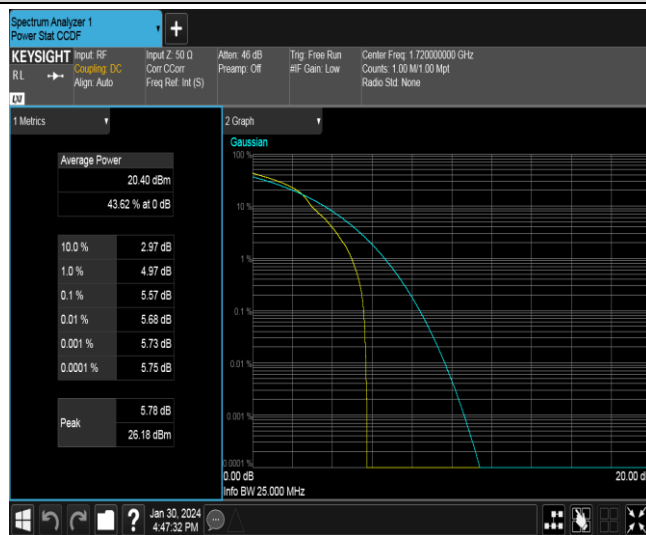 Spectrum Analyzer 1
Power Stat CCDF
+
KEYSIGHT
RL
LXI
Input: RF
Coupling: DC
Align: Auto
Input Z: 50 Ω
Corr CCorr
Freq Ref: Int (S)
Atten: 46 dB
Preamp: Off
Trig: Free Run
#IF Gain: Low
Center Freq: 1.720000000 GHz
Counts: 1.00 M/1.00 Mpt
Radio Std: None
1 Metrics
Average Power
20.40 dBm
43.62 % at 0 dB
10.0 % 2.97 dB
1.0 % 4.97 dB
0.1 % 5.57 dB
0.01 % 5.68 dB
0.001 % 5.73 dB
0.0001 % 5.75 dB
Peak
5.78 dB
26.18 dBm
2 Graph
Gaussian
100 %
10 %
1 %
0.1 %
0.01 %
0.001 %
0.0001 %
0.00 dB
20.00 d
Info BW 25.000 MHz
?
Jan 30, 2024
4:47:32 PM